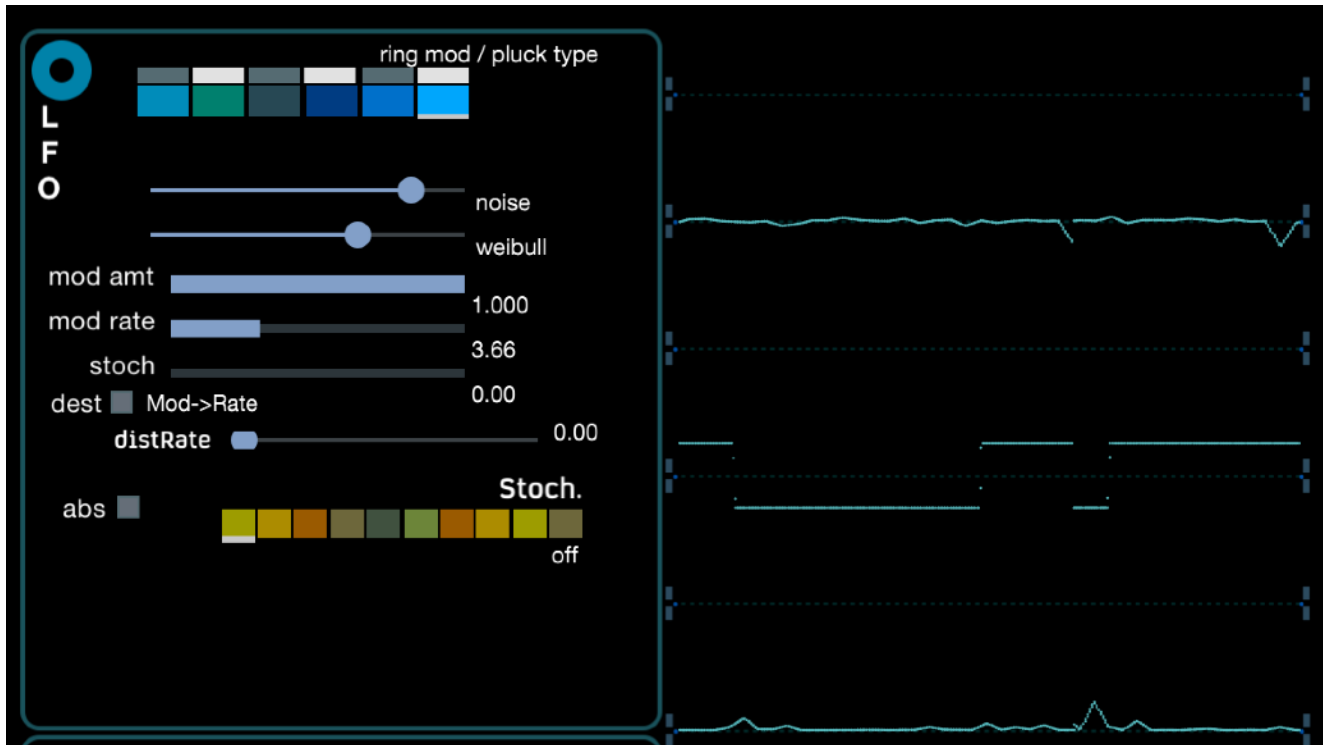 ring mod / pluck type
L
F
O
noise
weibull
mod amt
1.000
mod rate
3.66
stoch
0.00
dest Mod->Rate
distRate 0.00
Stoch.
abs
off